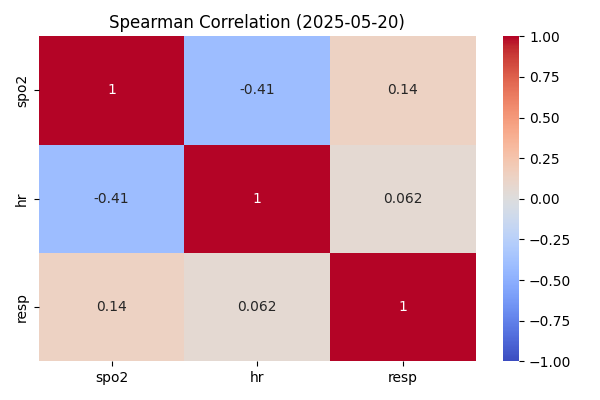 Spearman Correlation (2025-05-20)
spo2 1 -0.41 0.14
hr -0.41 1 0.062
resp 0.14 0.062 1
spo2 hr resp
1.00
0.75
0.50
0.25
0.00
−0.25
−0.50
−0.75
−1.00